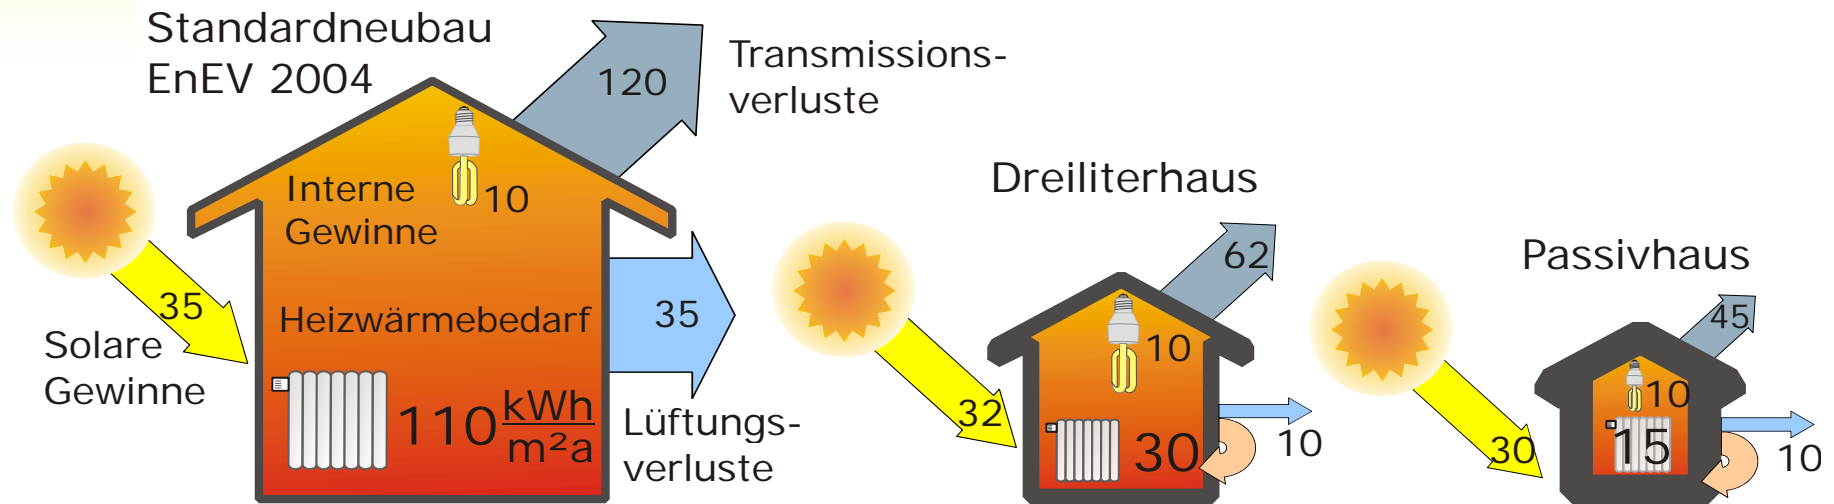 Standardneubau
EnEV 2004
120
Transmissions-
verluste
Interne
Gewinne
10
35
Solare
Gewinne
Heizwärmebedarf
110 kWh
m²a
35
Lüftungs-
verluste
Dreiliterhaus
62
10
32
30
10
Passivhaus
45
10
30
15
10